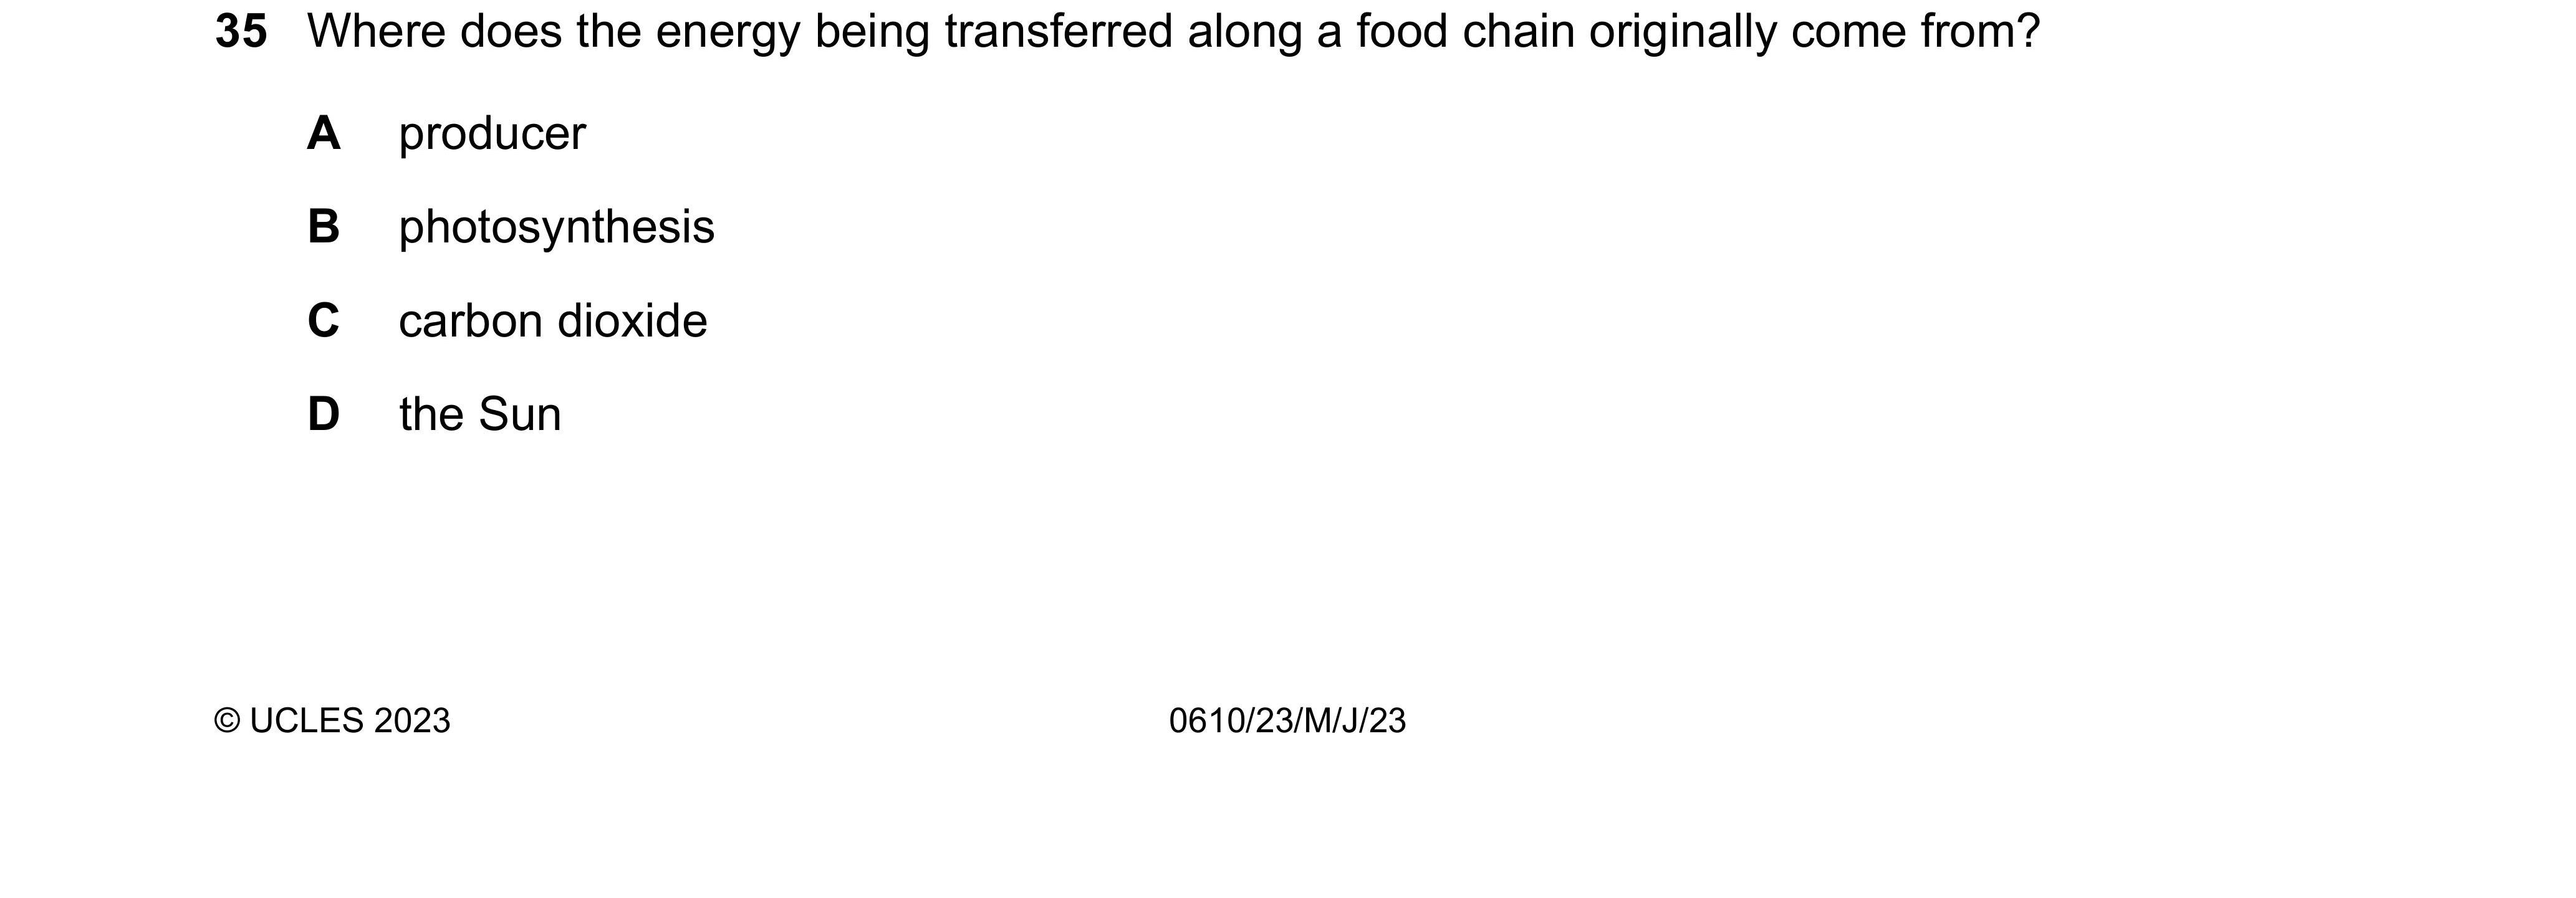 35 Where does the energy being transferred along a food chain originally come from?
A producer
B photosynthesis
C carbon dioxide
D the Sun
© UCLES 2023 0610/23/M/J/23